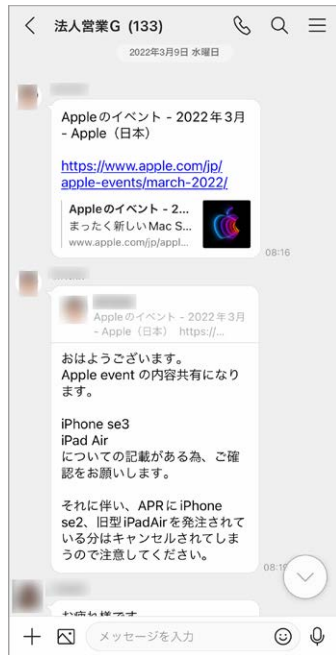 法人営業G (133)
2022年3月9日 水曜日
Appleのイベント - 2022年3月
- Apple（日本）
https://www.apple.com/jp/
apple-events/march-2022/
Appleのイベント - 2...
まったく新しいMac S...
www.apple.com/jp/appl...
08:16
Appleのイベント - 2022年3月
- Apple（日本） https://...
おはようございます。
Apple event の内容共有になり
ます。
iPhone se3
iPad Air
についての記載がある為、ご確
認をお願いします。
それに伴い、APRにiPhone
se2、旧型iPadAirを発注されて
いる分はキャンセルされてしま
うので注意してください。
08:19
お疲れ様です
メッセージを入力